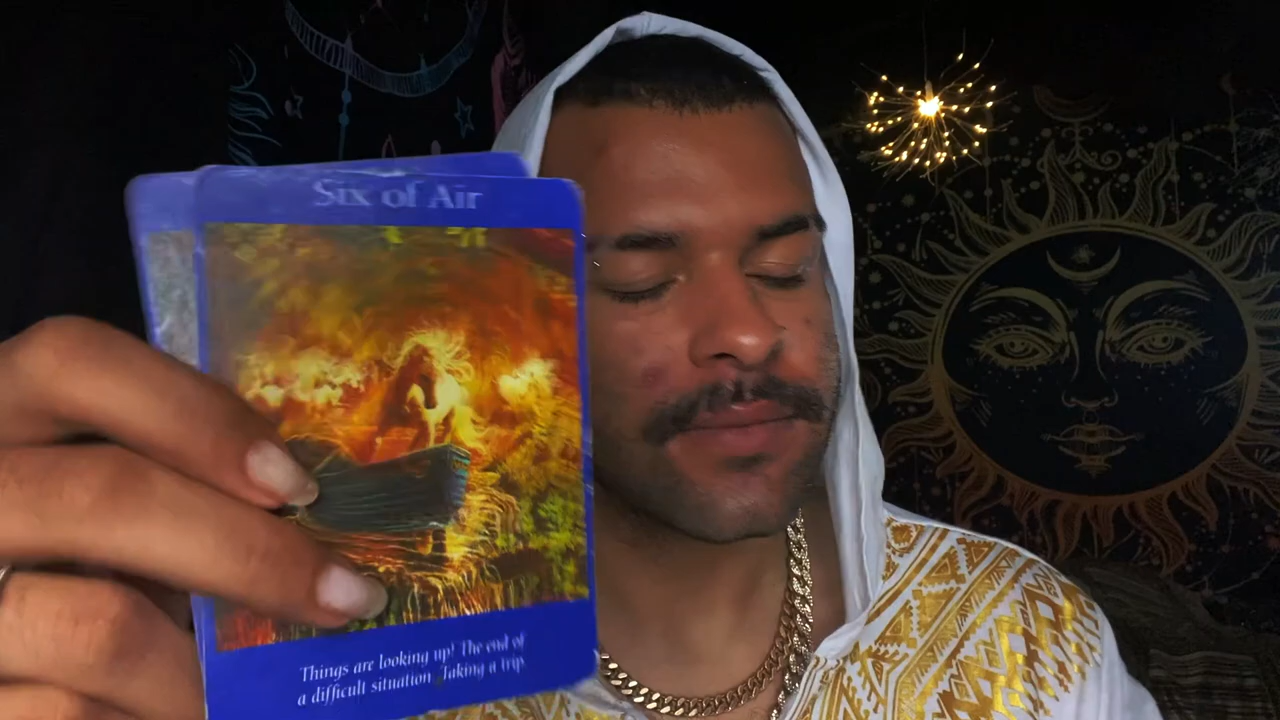 Six of Air
Things are looking up! The end of
a difficult situation. Taking a trip.